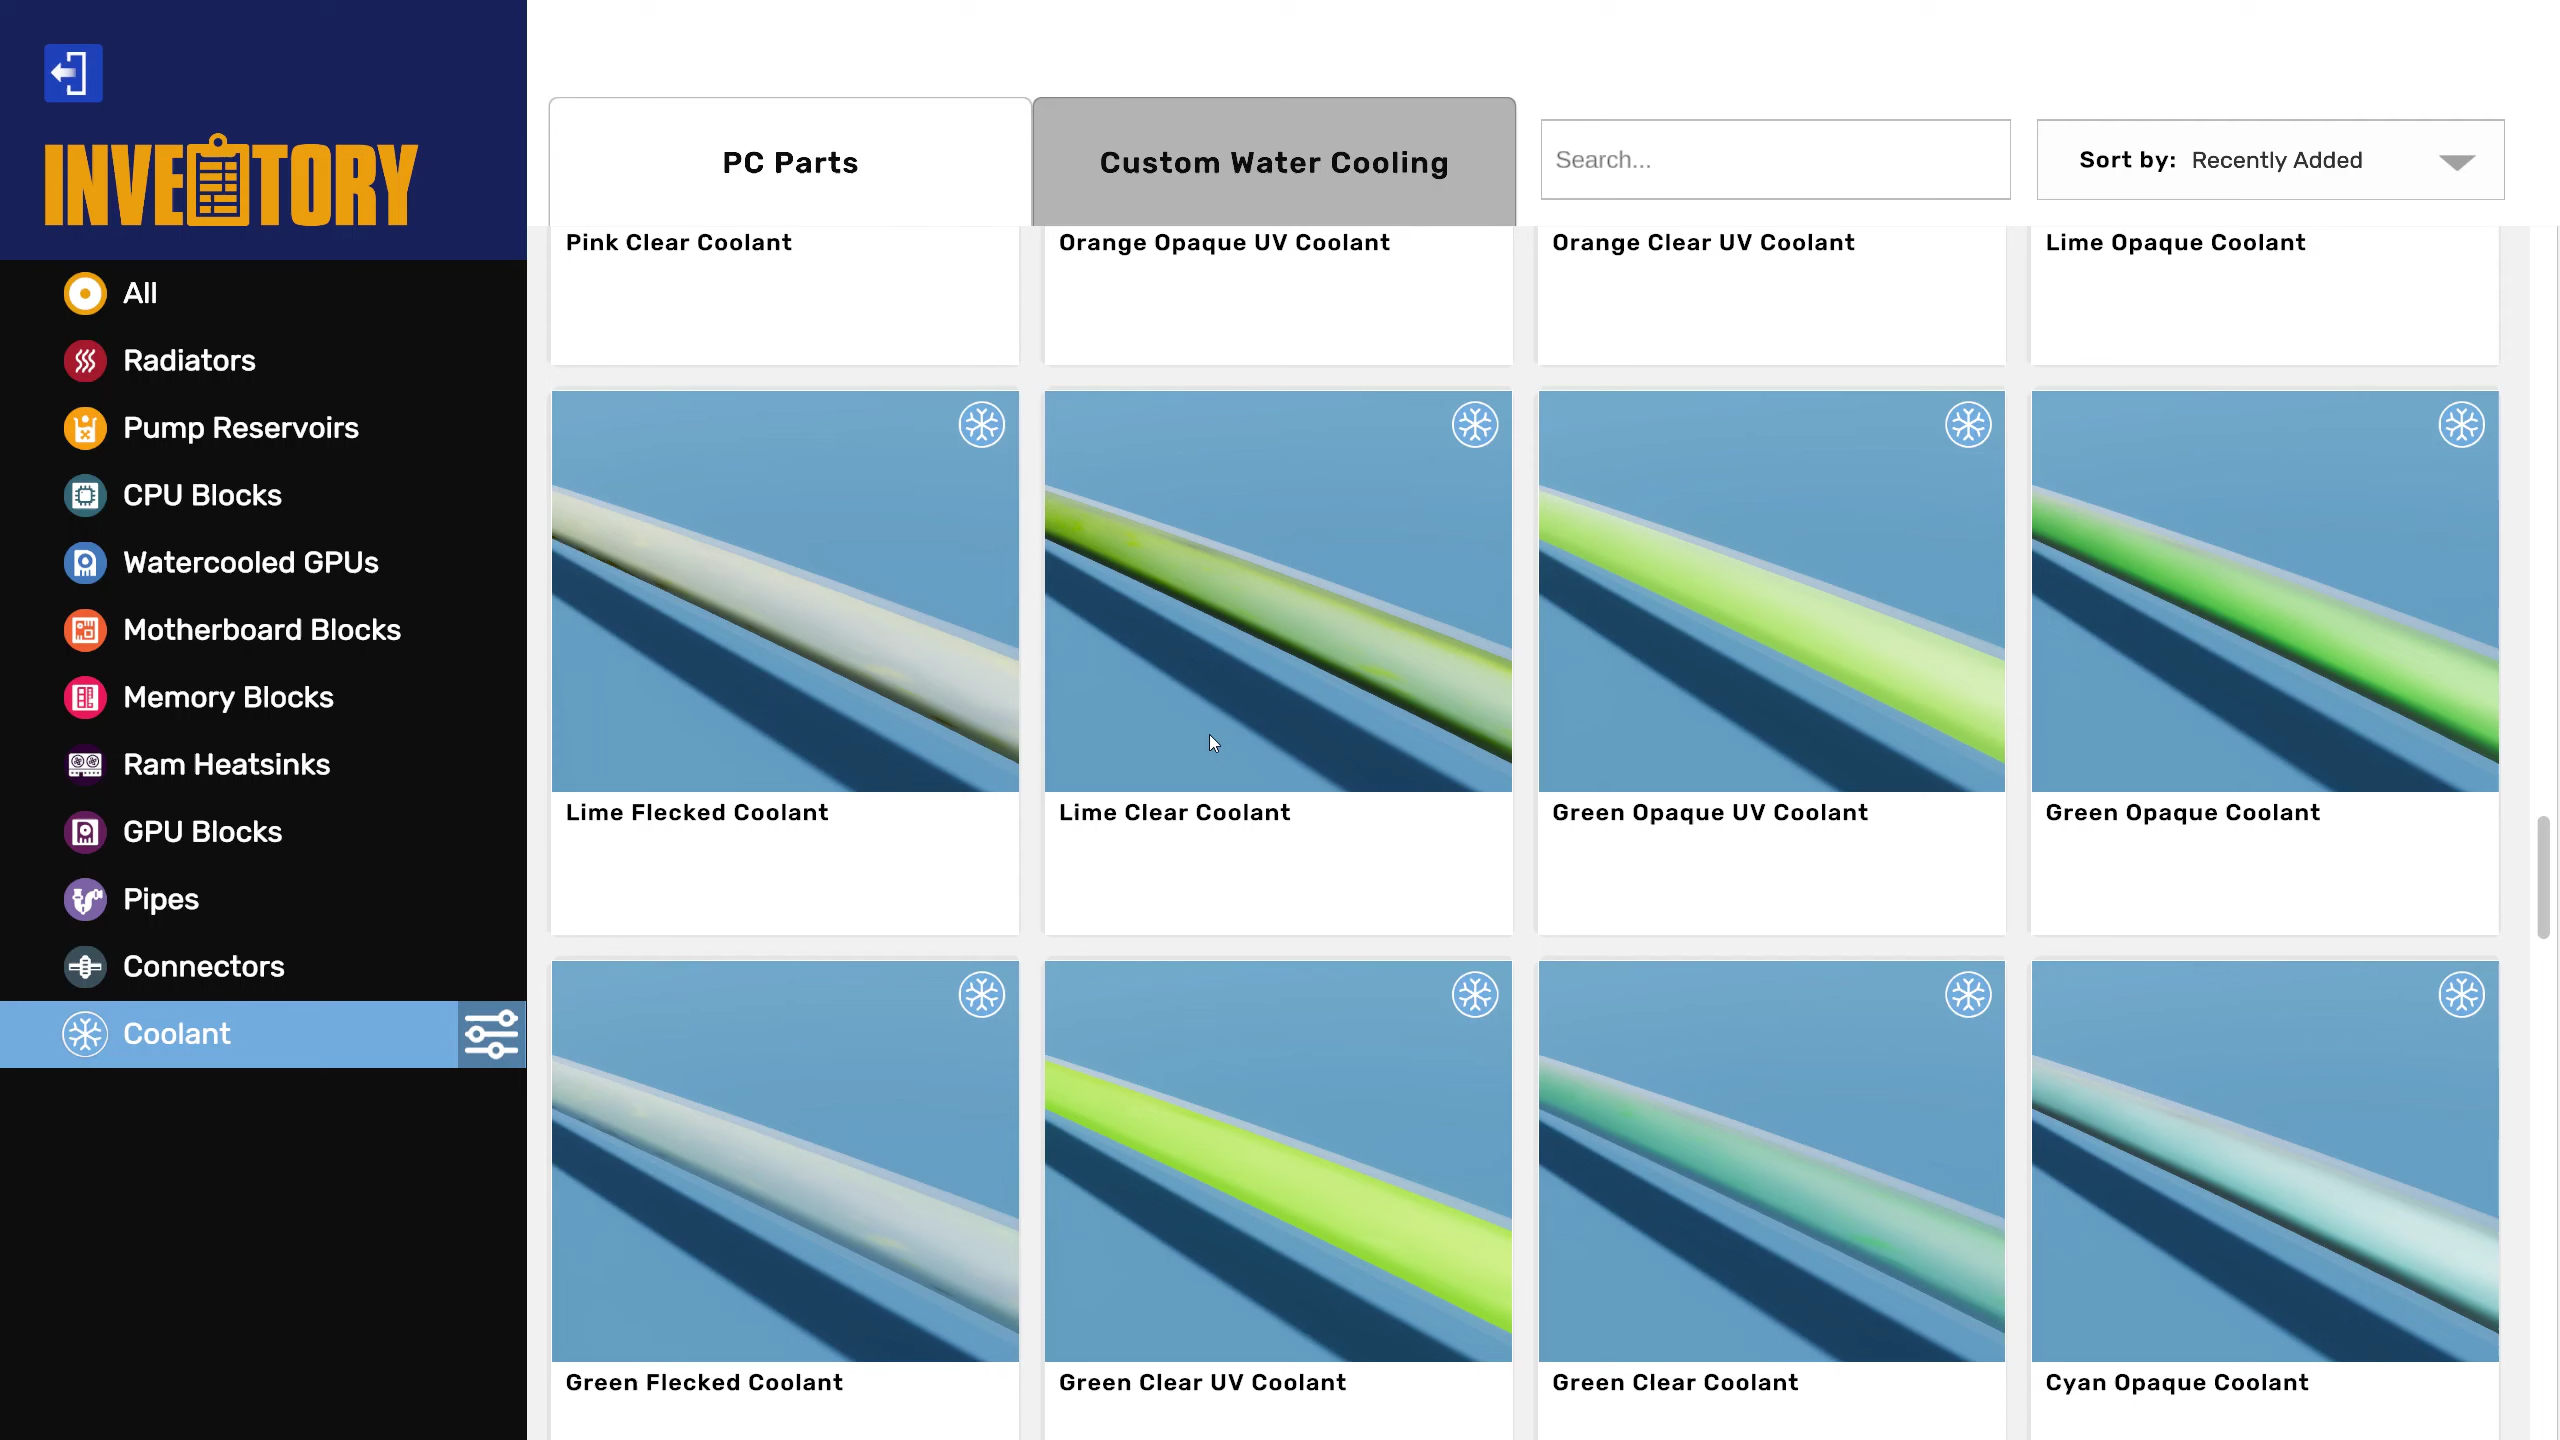 INVENTORY
All
Radiators
Pump Reservoirs
CPU Blocks
Watercooled GPUs
Motherboard Blocks
Memory Blocks
Ram Heatsinks
GPU Blocks
Pipes
Connectors
Coolant
PC Parts
Custom Water Cooling
Search...
Sort by: Recently Added
Pink Clear Coolant
Orange Opaque UV Coolant
Orange Clear UV Coolant
Lime Opaque Coolant
Lime Flecked Coolant
Lime Clear Coolant
Green Opaque UV Coolant
Green Opaque Coolant
Green Flecked Coolant
Green Clear UV Coolant
Green Clear Coolant
Cyan Opaque Coolant